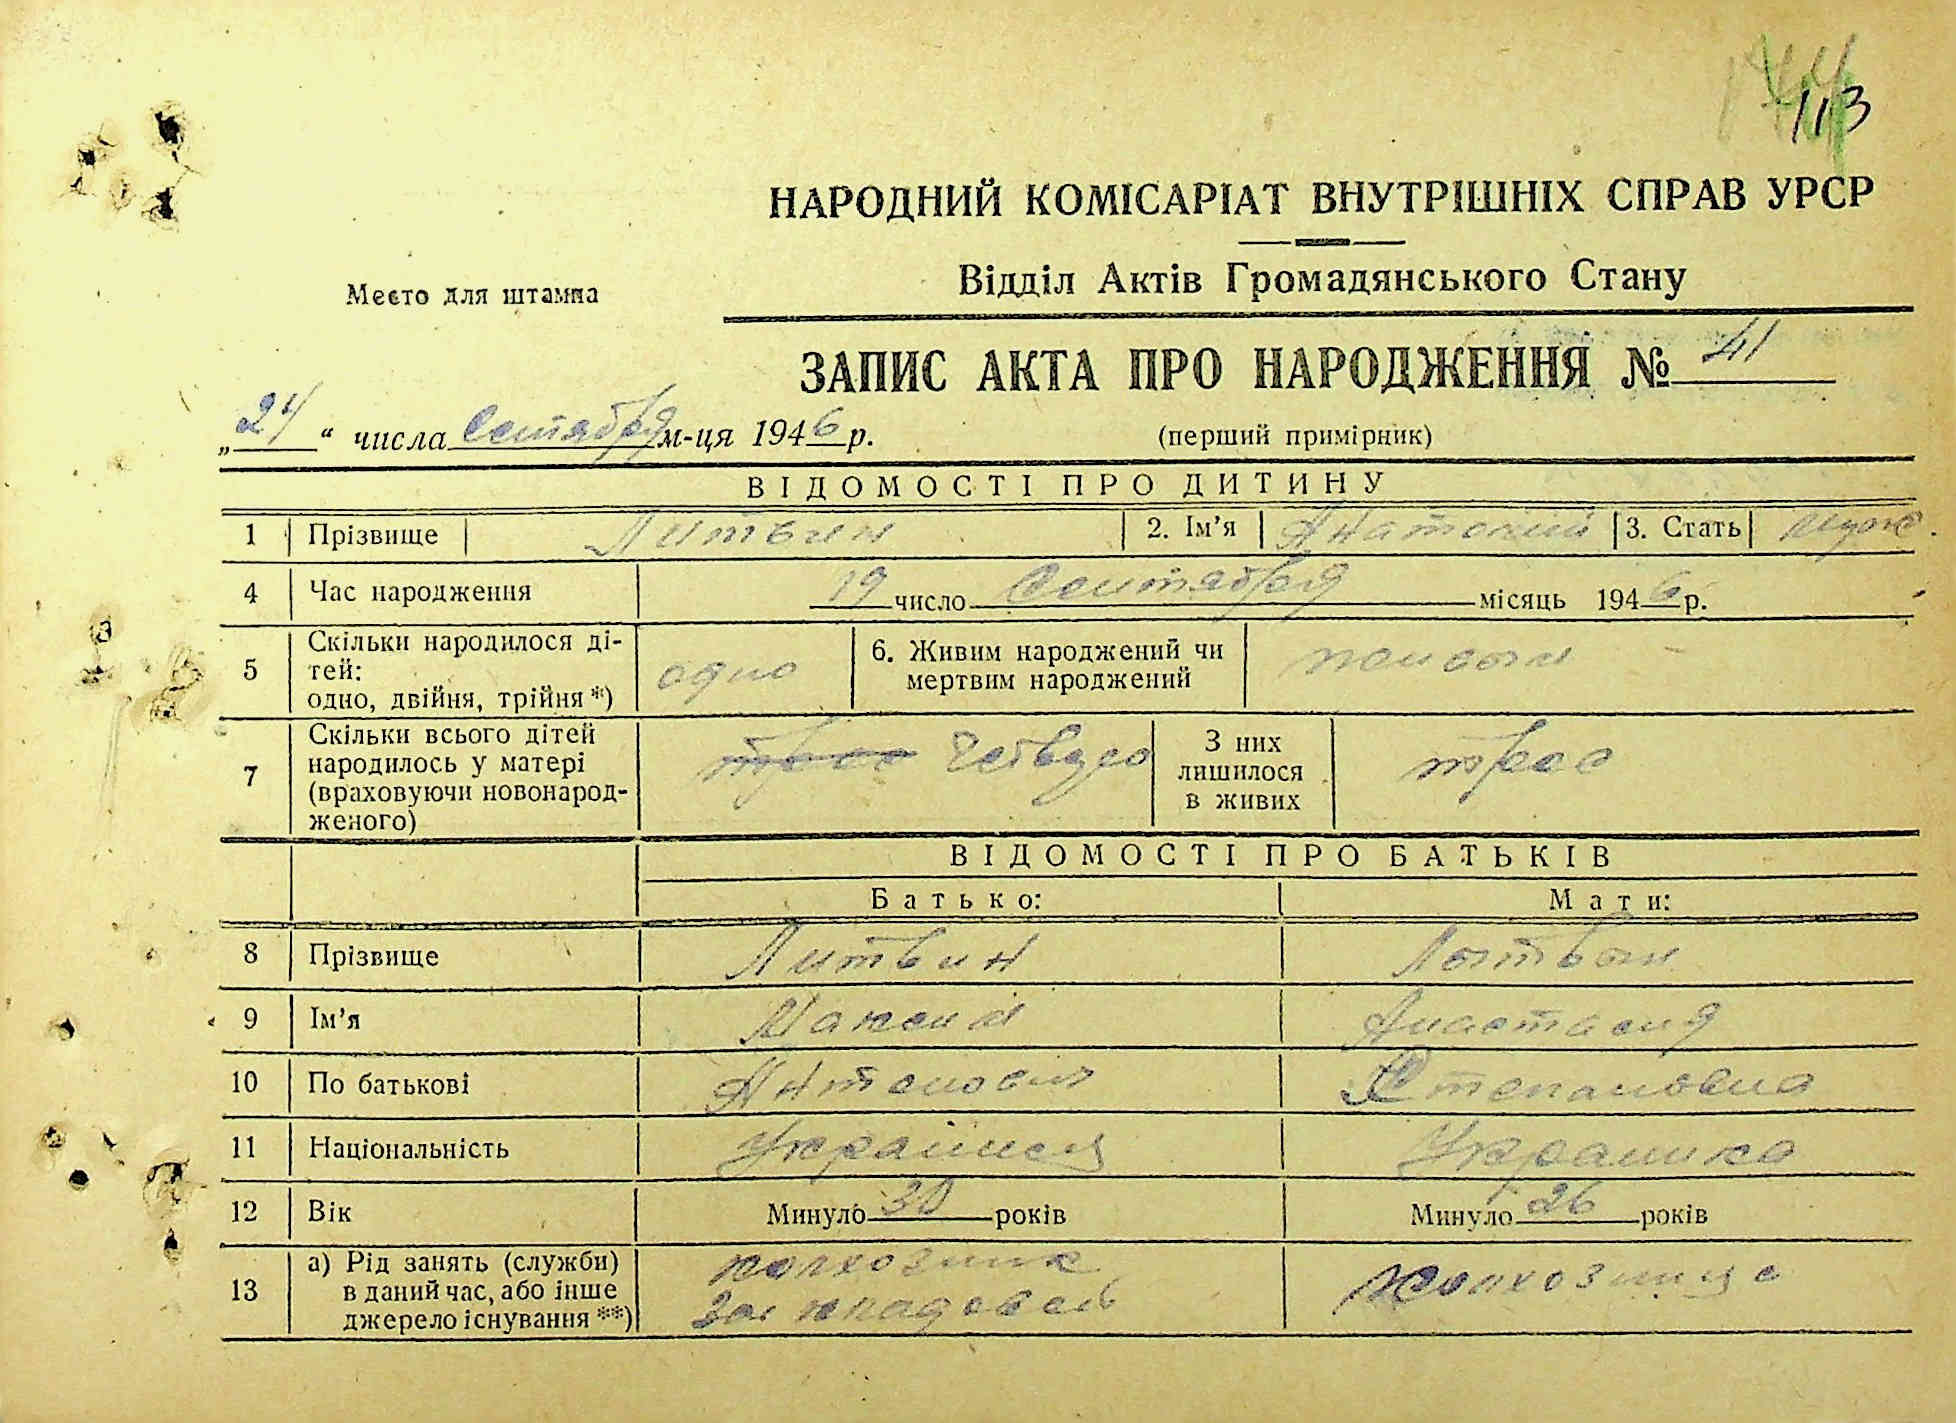 113
НАРОДНИЙ КОМІСАРІАТ ВНУТРІШНІХ СПРАВ УРСР
Место для штампа
Відділ Актів Громадянського Стану
ЗАПИС АКТА ПРО НАРОДЖЕННЯ № 41
„24“ числа Сентября м-ця 1946 р.
(перший примірник)
ВІДОМОСТІ ПРО ДИТИНУ
1 Прізвище Литвин 2. Ім’я Анатолий 3. Стать муж.
4 Час народження 19 число Сентября місяць 1946 р.
5 Скільки народилося ді-
тей:
одно, двійня, трійня *) одно
6. Живим народжений чи
мертвим народжений
7 Скільки всього дітей
народилось у матері
(враховуючи новонарод-
женого) трое Четверо
З них
лишилося
в живих трое
ВІДОМОСТІ ПРО БАТЬКІВ
Батько: Мати:
8 Прізвище Литвин Литвин
9 Ім’я Максим Анастасия
10 По батькові Антонович Степановна
11 Національність Украинец Украинка
12 Вік Минуло 30 років Минуло 26 років
13 а) Рід занять (служби)
в даний час, або інше
джерело існування **)
колхозник
колхозница